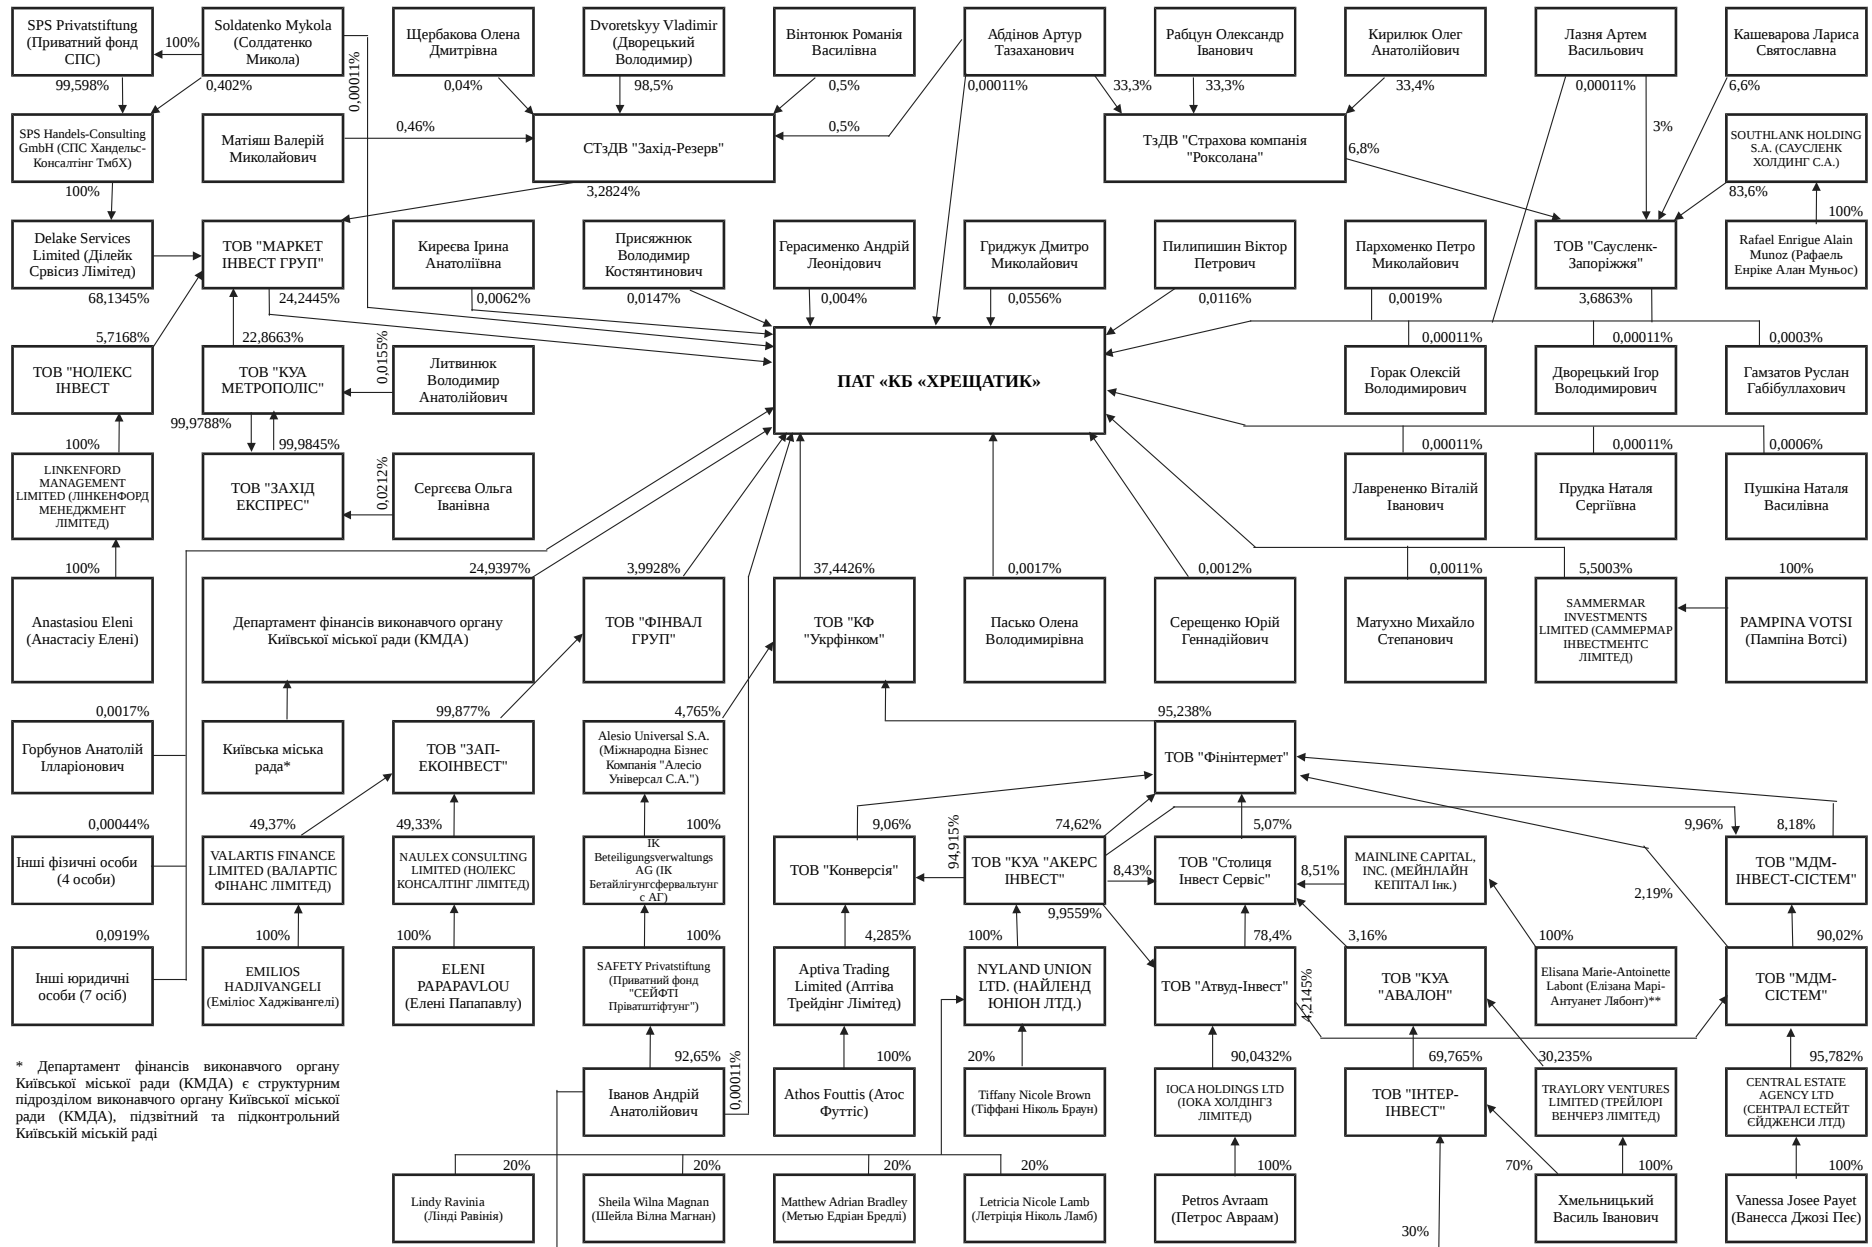 SPS Privatstiftung
(Приватний фонд
СПС)
Soldatenko Mykola
(Солдатенко
Микола)
Щербакова Олена
Дмитрівна
Dvoretskyy Vladimir
(Дворецький
Володимир)
Вінтонюк Романія
Василівна
Абдінов Артур
Тазаханович
Рабцун Олександр
Іванович
Кирилюк Олег
Анатолійович
Лазня Артем
Васильович
Кашеварова Лариса
Святославна
100%
0,00011%
99,598%
0,402%
0,04%
98,5%
0,5%
0,00011%
33,3%
33,3%
33,4%
0,00011%
6,6%
SPS Handels-Consulting
GmbH (СПС Хандельс-
Консалтінг ТмбХ)
Матіяш Валерій
Миколайович
0,46%
СТзДВ "Захід-Резерв"
0,5%
ТзДВ "Страхова компанія
"Роксолана"
6,8%
3%
SOUTHLANK HOLDING
S.A. (САУСЛЕНК
ХОЛДИНГ С.А.)
100%
3,2824%
83,6%
100%
Delake Services
Limited (Ділейк
Србісиз Лімітед)
ТОВ "МАРКЕТ
ІНВЕСТ ГРУП"
Киреєва Ірина
Анатоліївна
Присяжнюк
Володимир
Костянтинович
Герасименко Андрій
Леонідович
Гриджук Дмитро
Миколайович
Пилипишин Віктор
Петрович
Пархоменко Петро
Миколайович
ТОВ "Саусленк-
Запоріжжя"
Rafael Enrigue Alain
Munoz (Рафаель
Енріке Алан Муньос)
68,1345%
24,2445%
0,0062%
0,0147%
0,004%
0,0556%
0,0116%
0,0019%
3,6863%
5,7168%
22,8663%
0,0155%
0,00011%
0,00011%
0,0003%
ТОВ "НОЛЕКС
ІНВЕСТ
ТОВ "КУА
МЕТРОПОЛІС"
Литвинюк
Володимир
Анатолійович
ПАТ «КБ «ХРЕЩАТИК»
Горак Олексій
Володимирович
Дворецький Ігор
Володимирович
Гамзатов Руслан
Габібуллахович
99,9788%
100%
99,9845%
0,0212%
0,00011%
0,00011%
0,0006%
LINKENFORD
MANAGEMENT
LIMITED (ЛІНКЕНФОРД
МЕНЕДЖМЕНТ
ЛІМІТЕД)
ТОВ "ЗАХІД
ЕКСПРЕС"
Сергєєва Ольга
Іванівна
Лаврененко Віталій
Іванович
Прудка Наталя
Сергіївна
Пушкіна Наталя
Василівна
100%
24,9397%
3,9928%
37,4426%
0,0017%
0,0012%
0,0011%
5,5003%
100%
Anastasiou Eleni
(Анастасіу Елені)
Департамент фінансів виконавчого органу
Київської міської ради (КМДА)
ТОВ "ФІНВАЛ
ГРУП"
ТОВ "КФ
"Укрфінком"
Пасько Олена
Володимирівна
Серещенко Юрій
Геннадійович
Матухно Михайло
Степанович
SAMMERMAR
INVESTMENTS
LIMITED (САММЕРМАР
ІНВЕСТМЕНТС
ЛІМІТЕД)
PAMPINA VOTSI
(Пампіна Вотсі)
0,0017%
99,877%
4,765%
95,238%
Горбунов Анатолій
Ілларіонович
Київська міська
рада*
ТОВ "ЗАП-
ЕКОІНВЕСТ"
Alesio Universal S.A.
(Міжнародна Бізнес
Компанія "Алесіо
Універсал С.А.")
ТОВ "Фінінтермет"
0,00044%
49,37%
49,33%
100%
9,06%
94,915%
74,62%
5,07%
9,96%
8,18%
Інші фізичні особи
(4 особи)
VALARTIS FINANCE
LIMITED (ВАЛАРТІС
ФІНАНС ЛІМІТЕД)
NAULEX CONSULTING
LIMITED (НОЛЕКС
КОНСАЛТІНГ ЛІМІТЕД)
IK
Beteiligungsverwaltungs
AG (ІК
Бетайлігунгсфервальтунг
с АГ)
ТОВ "Конверсія"
ТОВ "КУА "АКЕРС
ІНВЕСТ"
8,43%
ТОВ "Столиця
Інвест Сервіс"
8,51%
MAINLINE CAPITAL,
INC. (МЕЙНЛАЙН
КЕПІТАЛ Інк.)
2,19%
ТОВ "МДМ-
ІНВЕСТ-СІСТЕМ"
9,9559%
0,0919%
100%
100%
100%
4,285%
100%
78,4%
3,16%
100%
90,02%
Інші юридичні
особи (7 осіб)
EMILIOS
HADJIVANGELI
(Еміліос Хаджівангелі)
ELENI
PAPAPAVLOU
(Елені Папапавлу)
SAFETY Privatstiftung
(Приватний фонд
"СЕЙФТІ
Пріватштіфтунг")
Aptiva Trading
Limited (Аптіва
Трейдінг Лімітед)
NYLAND UNION
LTD. (НАЙЛЕНД
ЮНІОН ЛТД.)
ТОВ "Атвуд-Інвест"
4,2145%
ТОВ "КУА
"АВАЛОН"
Elisana Marie-Antoinette
Labont (Елізана Марі-
Антуанет Лябонт)**
ТОВ "МДМ-
СІСТЕМ"
92,65%
0,00011%
100%
20%
90,0432%
69,765%
30,235%
95,782%
* Департамент фінансів виконавчого органу
Київської міської ради (КМДА) є структурним
підрозділом виконавчого органу Київської міської
ради (КМДА), підзвітний та підконтрольний
Київській міській раді
Іванов Андрій
Анатолійович
Athos Fouttis (Атос
Футтіс)
Tiffany Nicole Brown
(Тіффані Ніколь Браун)
IOCA HOLDINGS LTD
(ІОКА ХОЛДІНГЗ
ЛІМІТЕД)
ТОВ "ІНТЕР-
ІНВЕСТ"
TRAYLORY VENTURES
LIMITED (ТРЕЙЛОРІ
ВЕНЧЕРЗ ЛІМІТЕД)
CENTRAL ESTATE
AGENCY LTD
(СЕНТРАЛ ЕСТЕЙТ
ЄЙДЖЕНСИ ЛТД)
20%
20%
20%
20%
100%
70%
100%
100%
Lindy Ravinia
(Лінді Равінія)
Sheila Wilna Magnan
(Шейла Вілна Магнан)
Matthew Adrian Bradley
(Метью Едріан Бредлі)
Letricia Nicole Lamb
(Летріція Ніколь Ламб)
Petros Avraam
(Петрос Авраам)
30%
Хмельницький
Василь Іванович
Vanessa Josee Payet
(Ванесса Джозі Пеє)